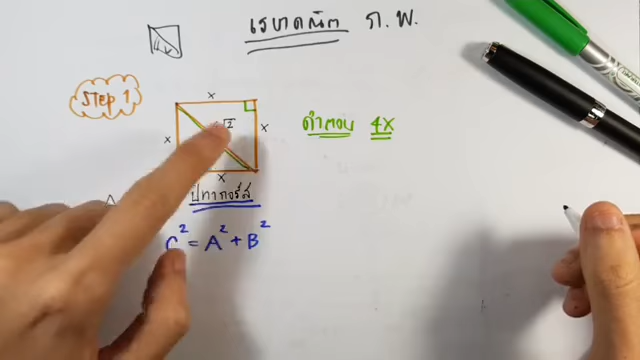 เรขาคณิต ก.พ.
Step 1
x
√2
x
x
x
คำตอบ 4x
ปีทาโกรัส
C² = A² + B²